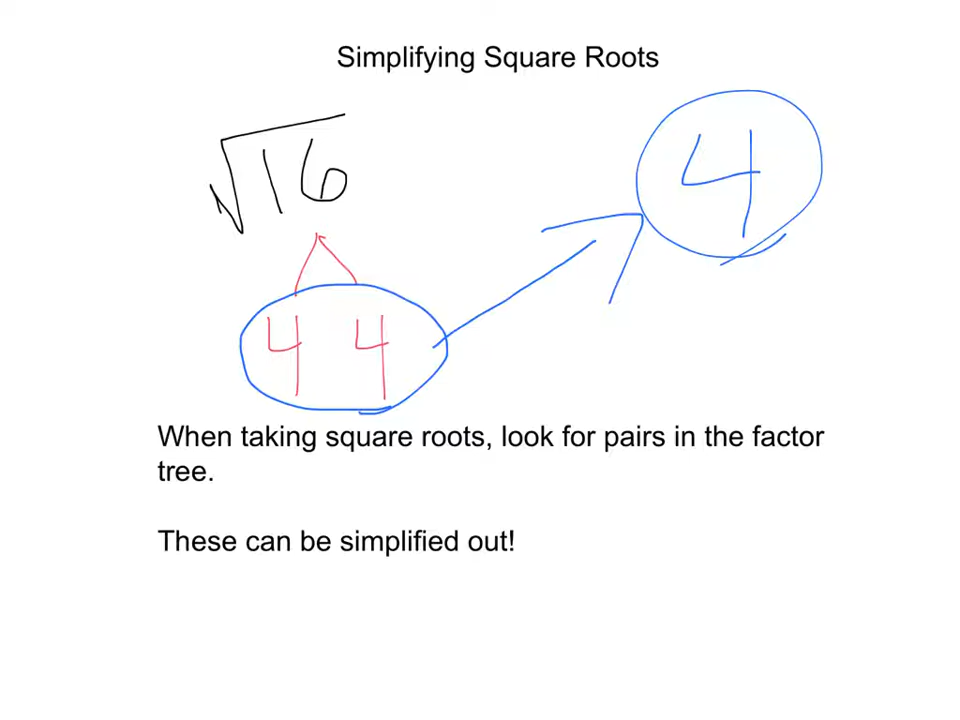 Simplifying Square Roots
√16
4
4 4
When taking square roots, look for pairs in the factor
tree.
These can be simplified out!